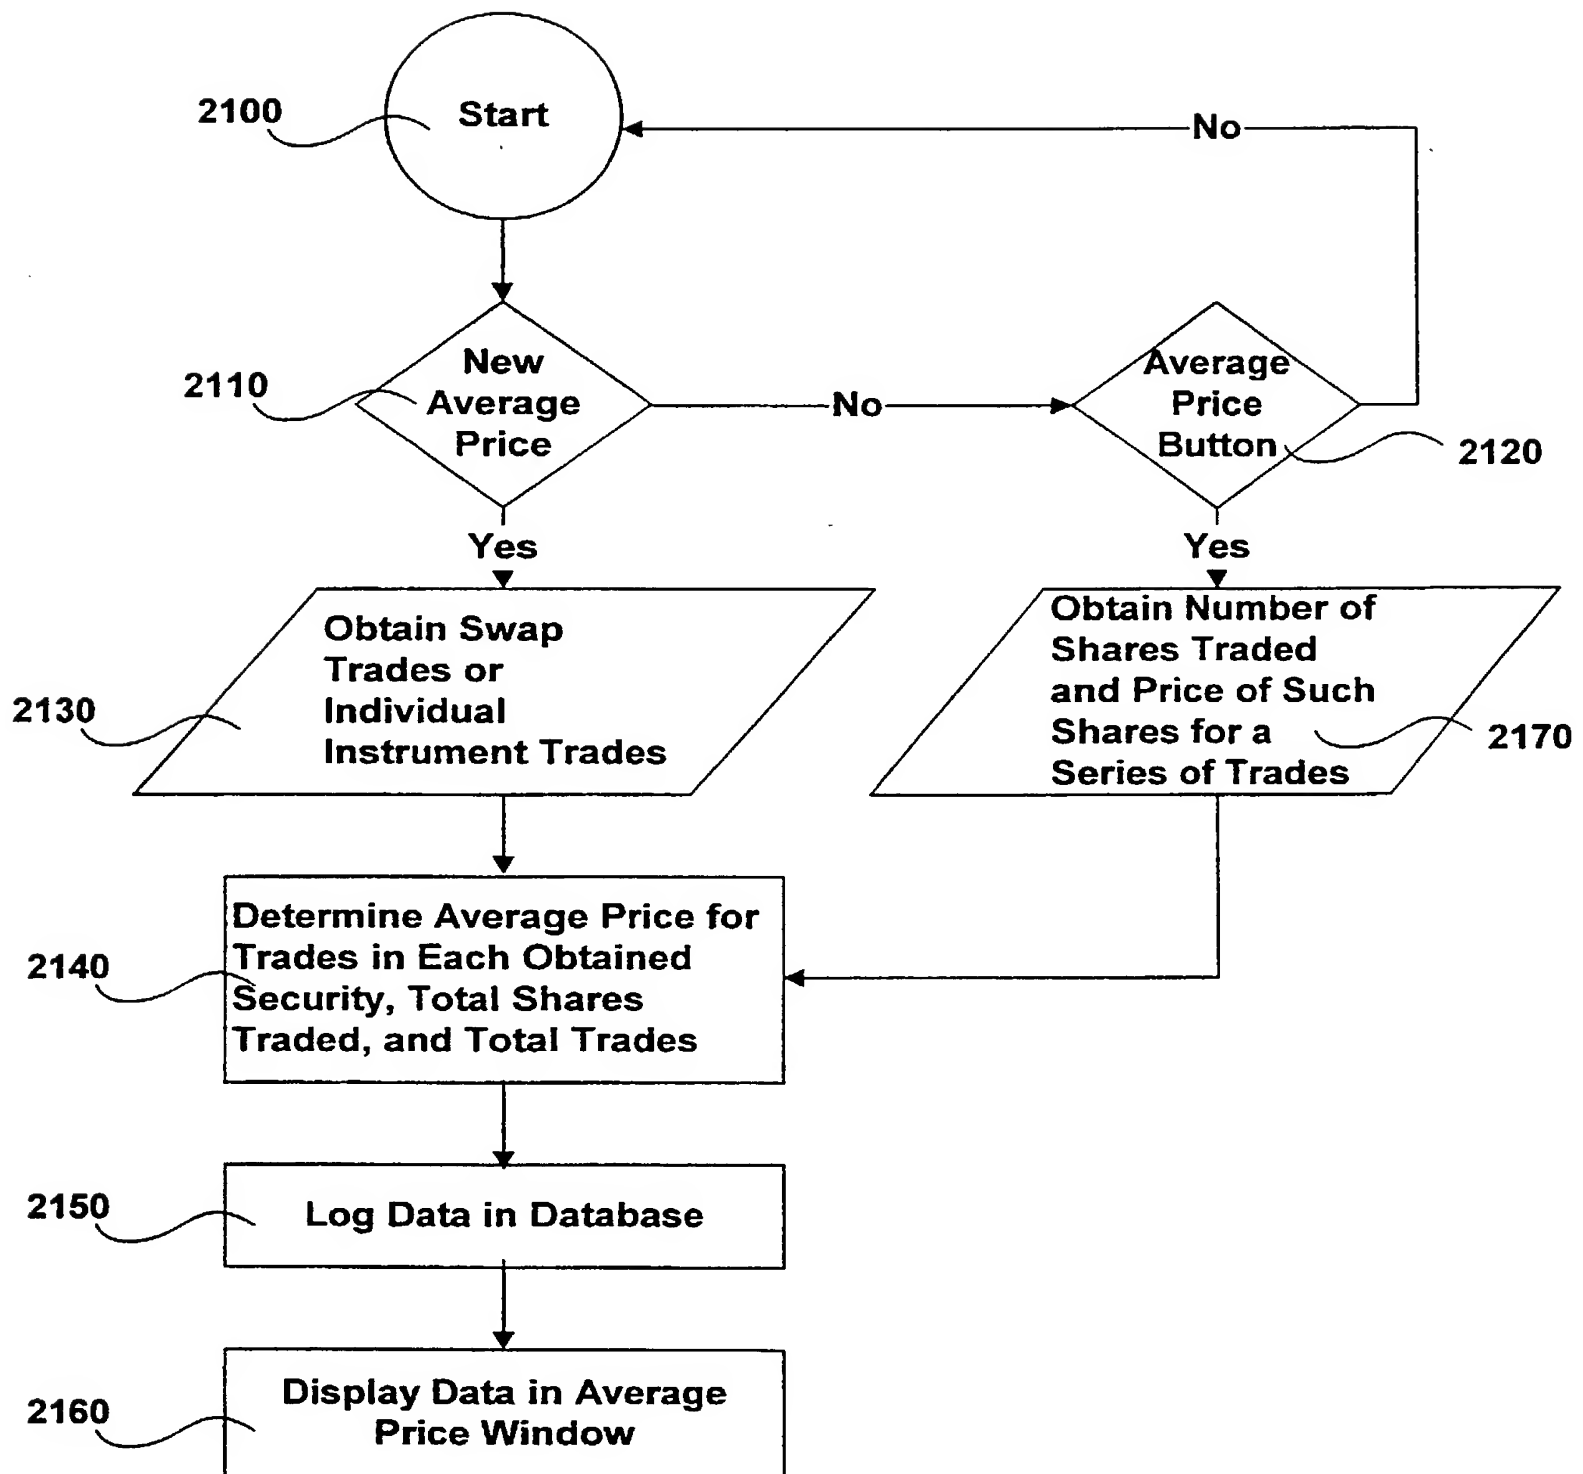 2100
Start
No
2110
New
Average
Price
No
Average
Price
Button
2120
Yes
Yes
2130
Obtain Swap
Trades or
Individual
Instrument Trades
Obtain Number of
Shares Traded
and Price of Such
Shares for a
Series of Trades
2170
2140
Determine Average Price for
Trades in Each Obtained
Security, Total Shares
Traded, and Total Trades
2150
Log Data in Database
2160
Display Data in Average
Price Window